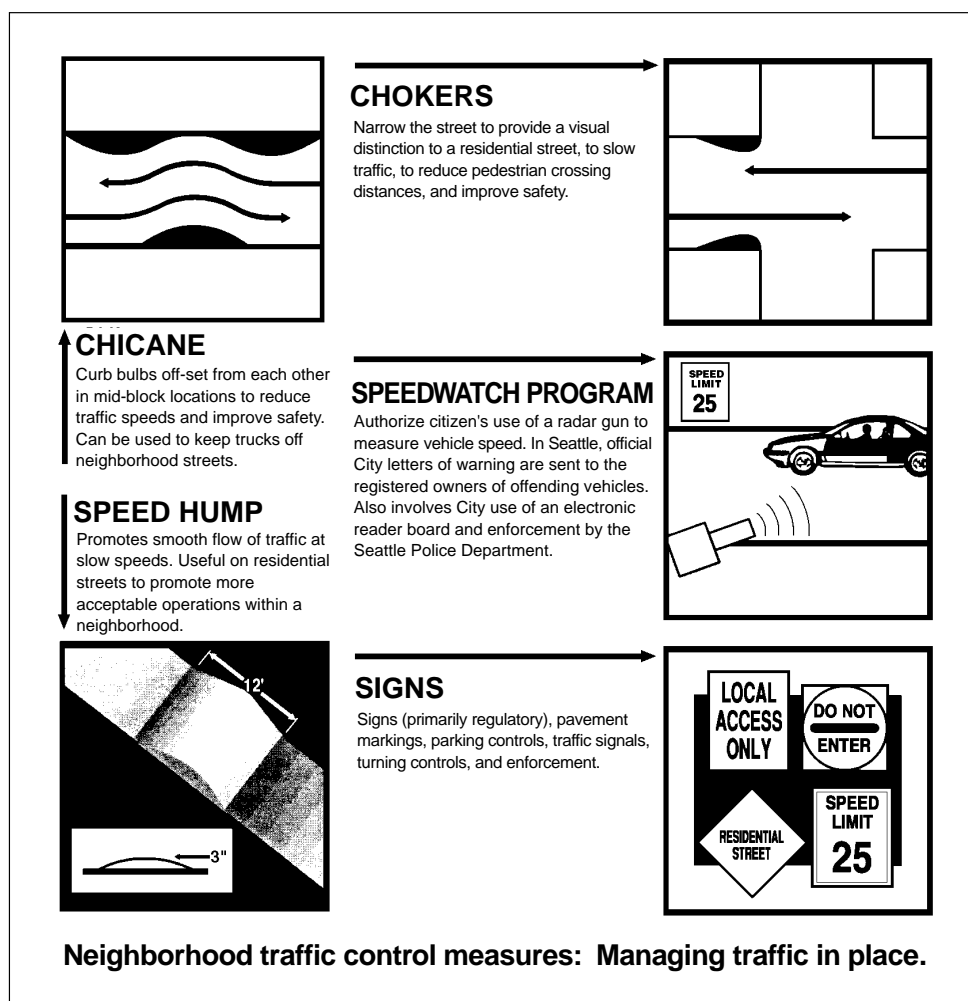 CHOKERS
Narrow the street to provide a visual
distinction to a residential street, to slow
traffic, to reduce pedestrian crossing
distances, and improve safety.
CHICANE
Curb bulbs off-set from each other
in mid-block locations to reduce
traffic speeds and improve safety.
Can be used to keep trucks off
neighborhood streets.
SPEEDWATCH PROGRAM
Authorize citizen's use of a radar gun to
measure vehicle speed. In Seattle, official
City letters of warning are sent to the
registered owners of offending vehicles.
Also involves City use of an electronic
reader board and enforcement by the
Seattle Police Department.
SPEED
LIMIT
25
SPEED HUMP
Promotes smooth flow of traffic at
slow speeds. Useful on residential
streets to promote more
acceptable operations within a
neighborhood.
12'
3"
SIGNS
Signs (primarily regulatory), pavement
markings, parking controls, traffic signals,
turning controls, and enforcement.
LOCAL
ACCESS
ONLY
DO NOT
ENTER
RESIDENTIAL
STREET
SPEED
LIMIT
25
Neighborhood traffic control measures: Managing traffic in place.